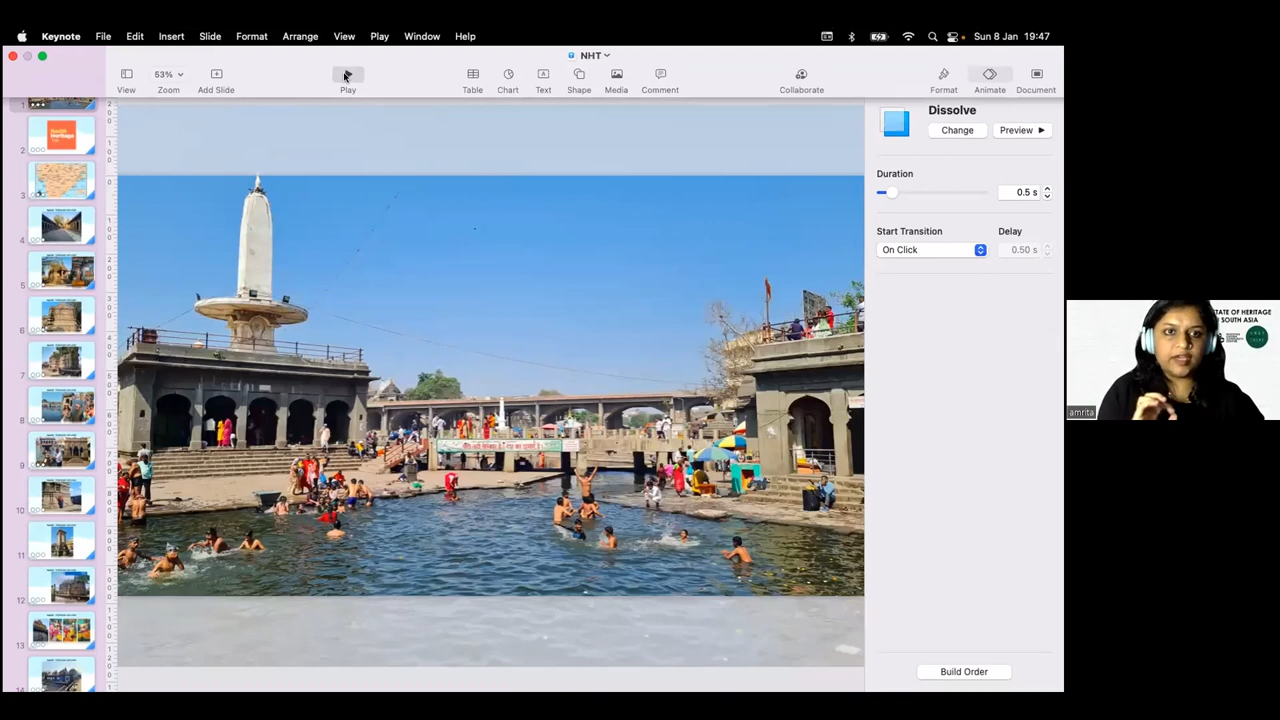 Keynote File Edit Insert Slide Format Arrange View Play Window Help Sun 8 Jan 19:47
NHT
53%
View Zoom Add Slide Play Table Chart Text Shape Media Comment Collaborate Format Animate Document
Dissolve
Change Preview
Duration
0.5 s
Start Transition Delay
On Click 0.50 s
Build Order
1
2
Heritage
3
4
5
6
7
8
9
10
11
12
13
14
STATE OF HERITAGE
SOUTH ASIA
amrita